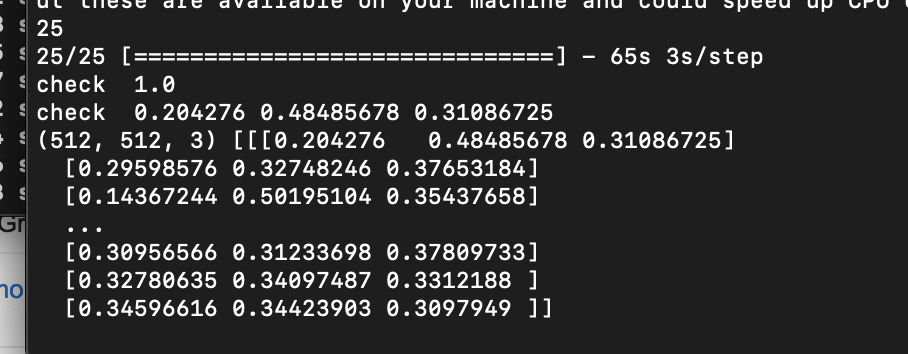 ut these are available on your machine and could speed up CPU
25
25/25 [==============================] - 65s 3s/step
check  1.0
check  0.204276 0.48485678 0.31086725
(512, 512, 3) [[[0.204276   0.48485678 0.31086725]
  [0.29598576 0.32748246 0.37653184]
  [0.14367244 0.50195104 0.35437658]
  ...
  [0.30956566 0.31233698 0.37809733]
  [0.32780635 0.34097487 0.3312188 ]
  [0.34596616 0.34423903 0.3097949 ]]